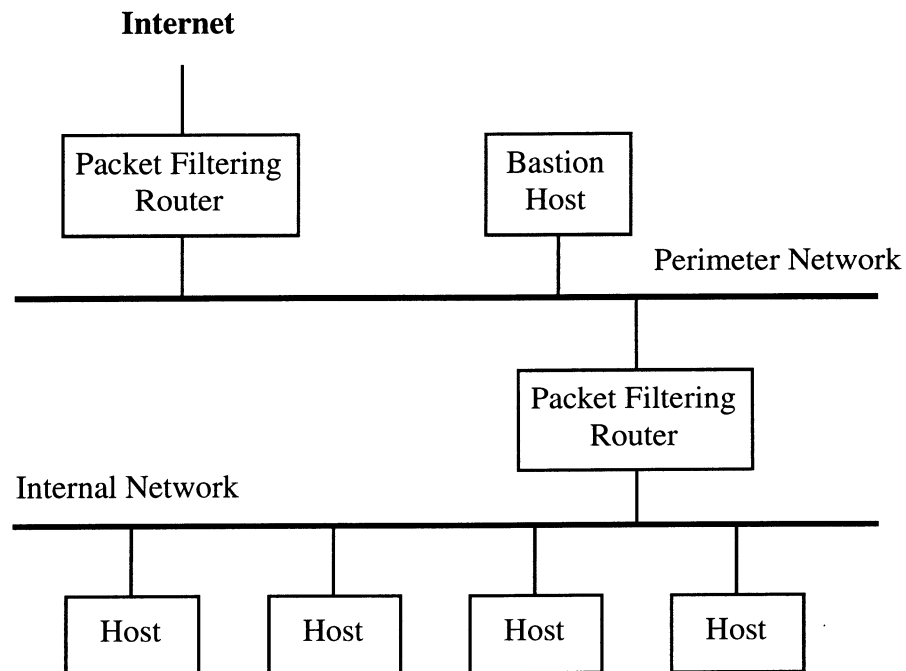 Internet
Packet Filtering
Router
Bastion
Host
Perimeter Network
Packet Filtering
Router
Internal Network
Host
Host
Host
Host